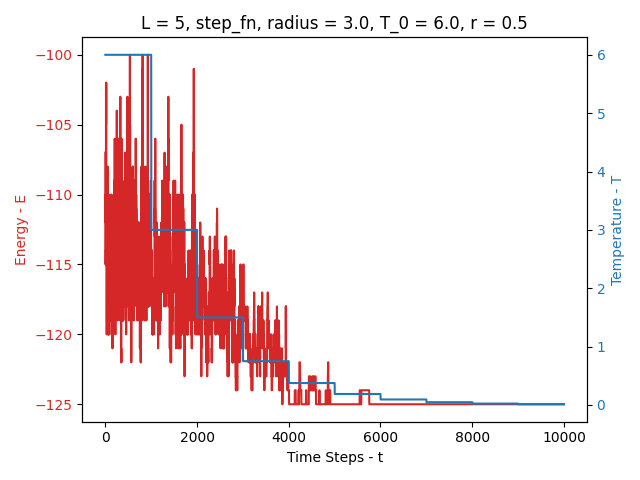 L = 5, step_fn, radius = 3.0, T_0 = 6.0, r = 0.5
Energy - E
−100
−105
−110
−115
−120
−125
6
5
4
3
2
1
0
Temperature - T
0 2000 4000 6000 8000 10000
Time Steps - t